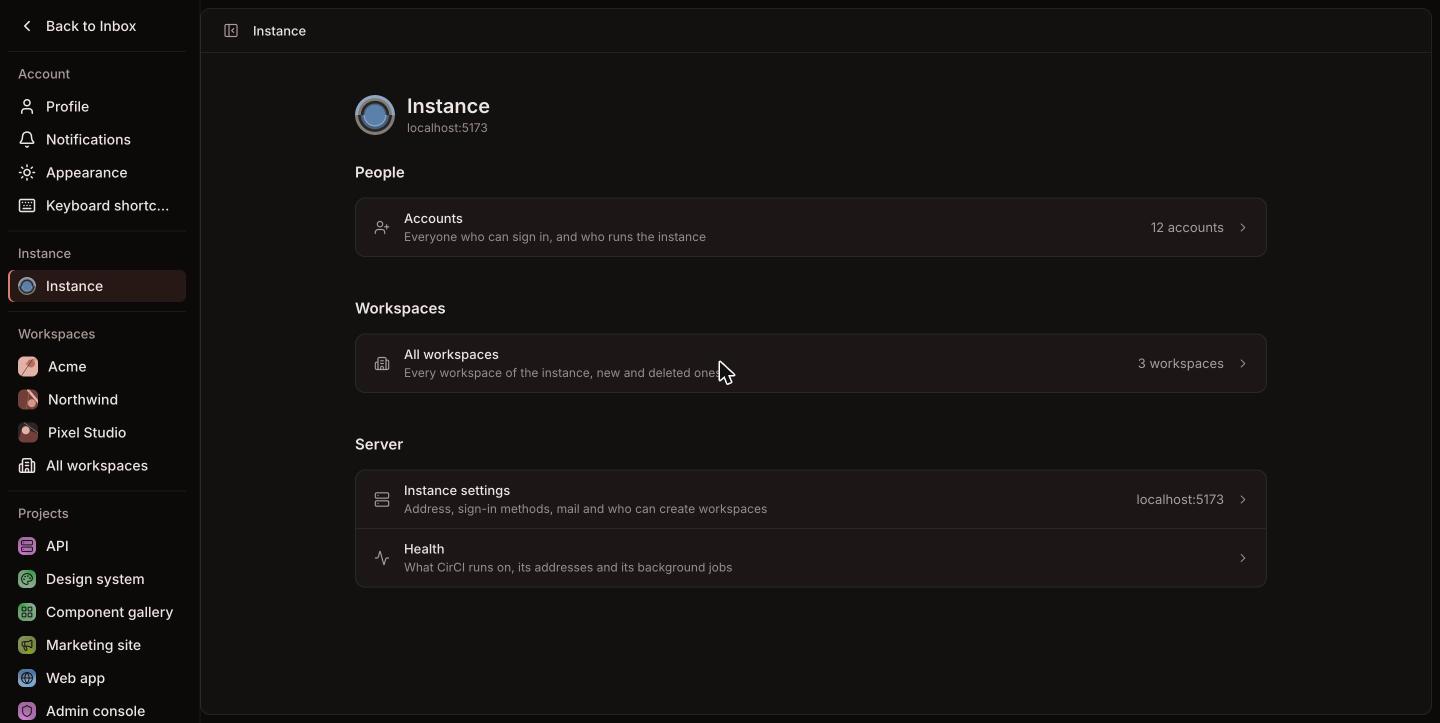 Back to Inbox
Instance
Account
Profile
Notifications
Appearance
Keyboard shortc...
Instance
Instance
Workspaces
Acme
Northwind
Pixel Studio
All workspaces
Projects
API
Design system
Component gallery
Marketing site
Web app
Admin console
Instance
localhost:5173
People
Accounts
Everyone who can sign in, and who runs the instance
12 accounts
Workspaces
All workspaces
Every workspace of the instance, new and deleted ones
3 workspaces
Server
Instance settings
Address, sign-in methods, mail and who can create workspaces
localhost:5173
Health
What CirCl runs on, its addresses and its background jobs